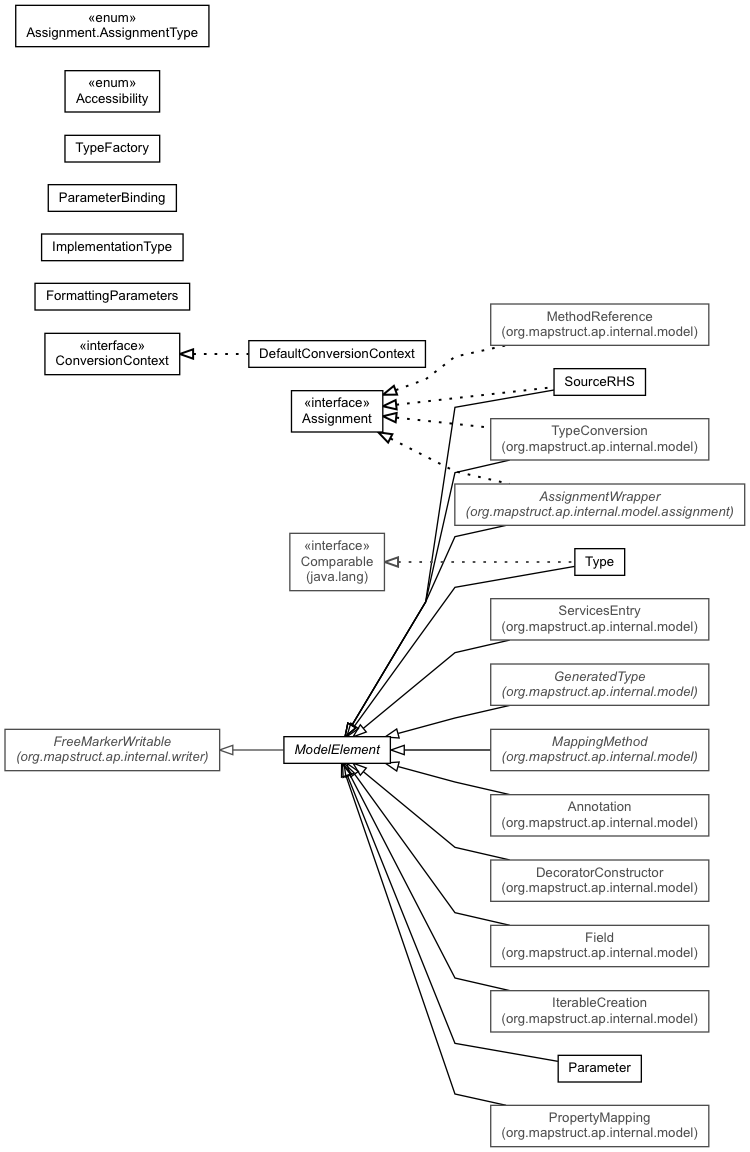 «enum»
Assignment.AssignmentType
«enum»
Accessibility
TypeFactory
ParameterBinding
ImplementationType
FormattingParameters
«interface»
ConversionContext
DefaultConversionContext
MethodReference
(org.mapstruct.ap.internal.model)
SourceRHS
«interface»
Assignment
TypeConversion
(org.mapstruct.ap.internal.model)
AssignmentWrapper
(org.mapstruct.ap.internal.model.assignment)
«interface»
Comparable
(java.lang)
Type
ServicesEntry
(org.mapstruct.ap.internal.model)
GeneratedType
(org.mapstruct.ap.internal.model)
FreeMarkerWritable
(org.mapstruct.ap.internal.writer)
ModelElement
MappingMethod
(org.mapstruct.ap.internal.model)
Annotation
(org.mapstruct.ap.internal.model)
DecoratorConstructor
(org.mapstruct.ap.internal.model)
Field
(org.mapstruct.ap.internal.model)
IterableCreation
(org.mapstruct.ap.internal.model)
Parameter
PropertyMapping
(org.mapstruct.ap.internal.model)